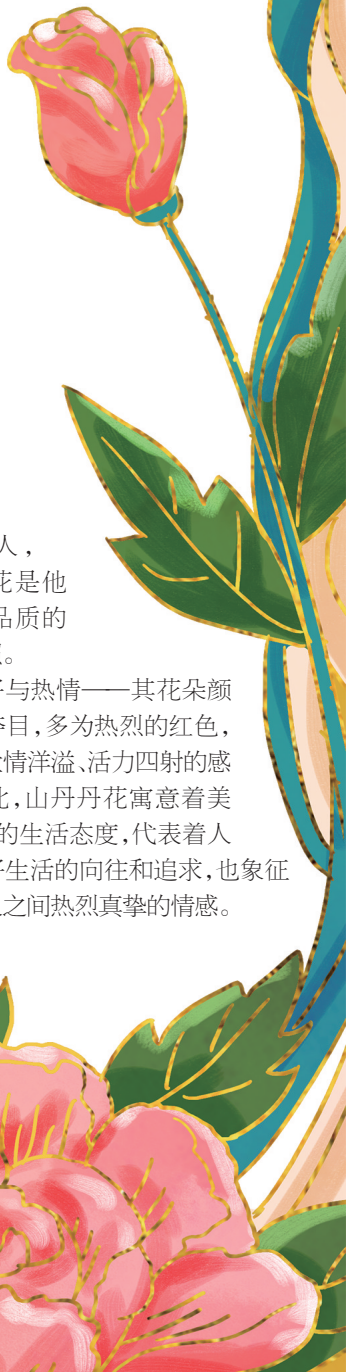 人，
花是他
品质的
。
与热情——其花朵颜
目，多为热烈的红色，
情洋溢、活力四射的感
此，山丹丹花寓意着美
的生活态度，代表着人
好生活的向往和追求，也象征
之间热烈真挚的情感。